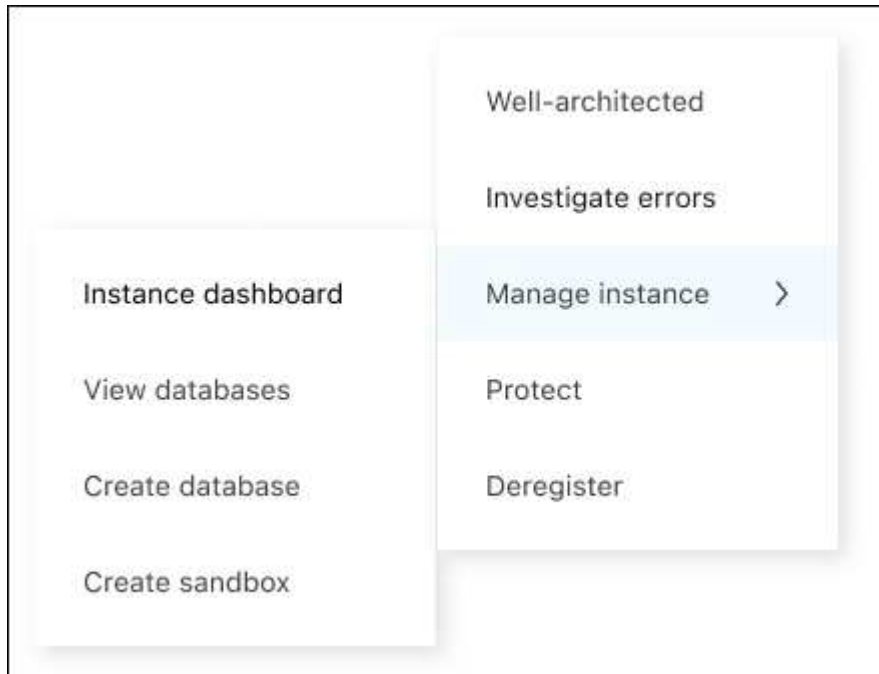 Well-architected
Investigate errors
Manage instance
Protect
Deregister
Instance dashboard
View databases
Create database
Create sandbox